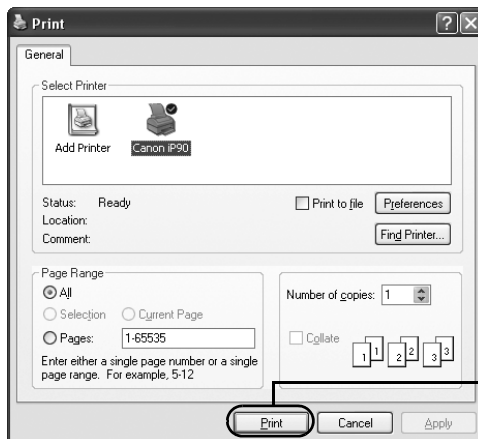 Print
General
Select Printer
Add Printer
Canon iP90
Status: Ready
Location:
Comment:
Print to file
Preferences
Find Printer...
Page Range
All
Selection
Current Page
Pages: 1-65535
Enter either a single page number or a single
page range. For example, 5-12
Number of copies: 1
Collate
1 1 2 2 3 3
Print
Cancel
Apply